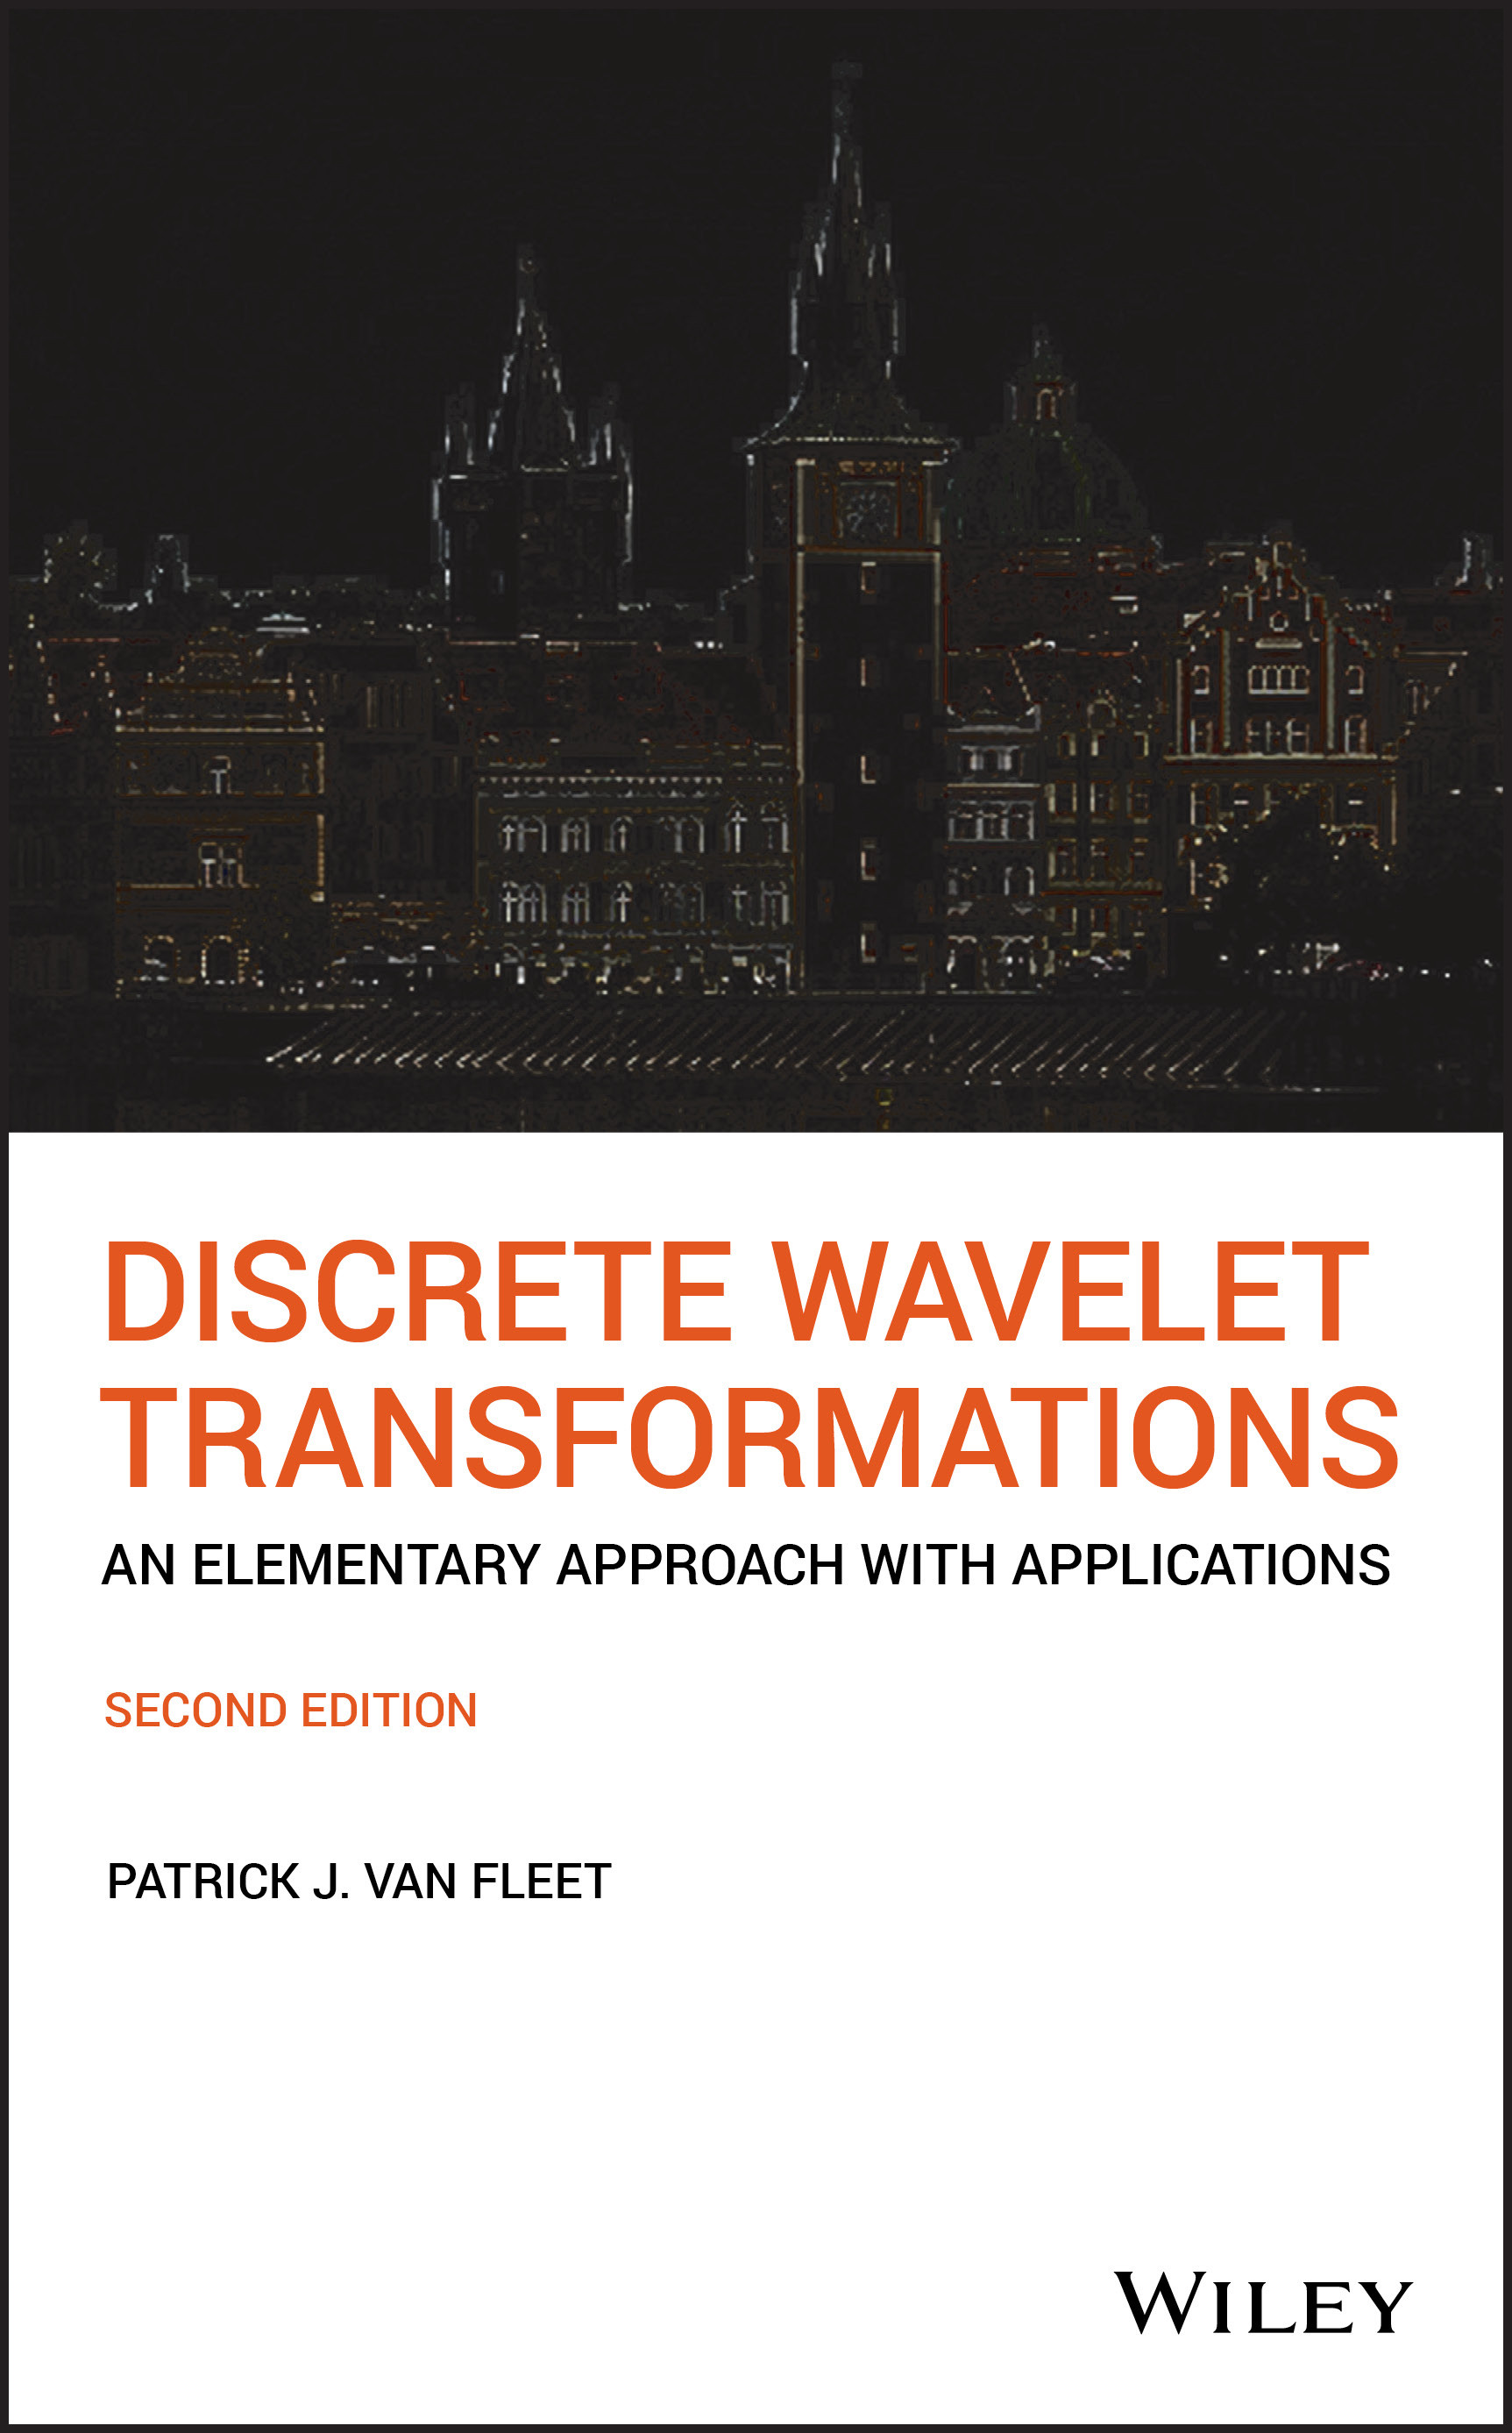 DISCRETE WAVELET
TRANSFORMATIONS
AN ELEMENTARY APPROACH WITH APPLICATIONS
SECOND EDITION
PATRICK J. VAN FLEET
WILEY